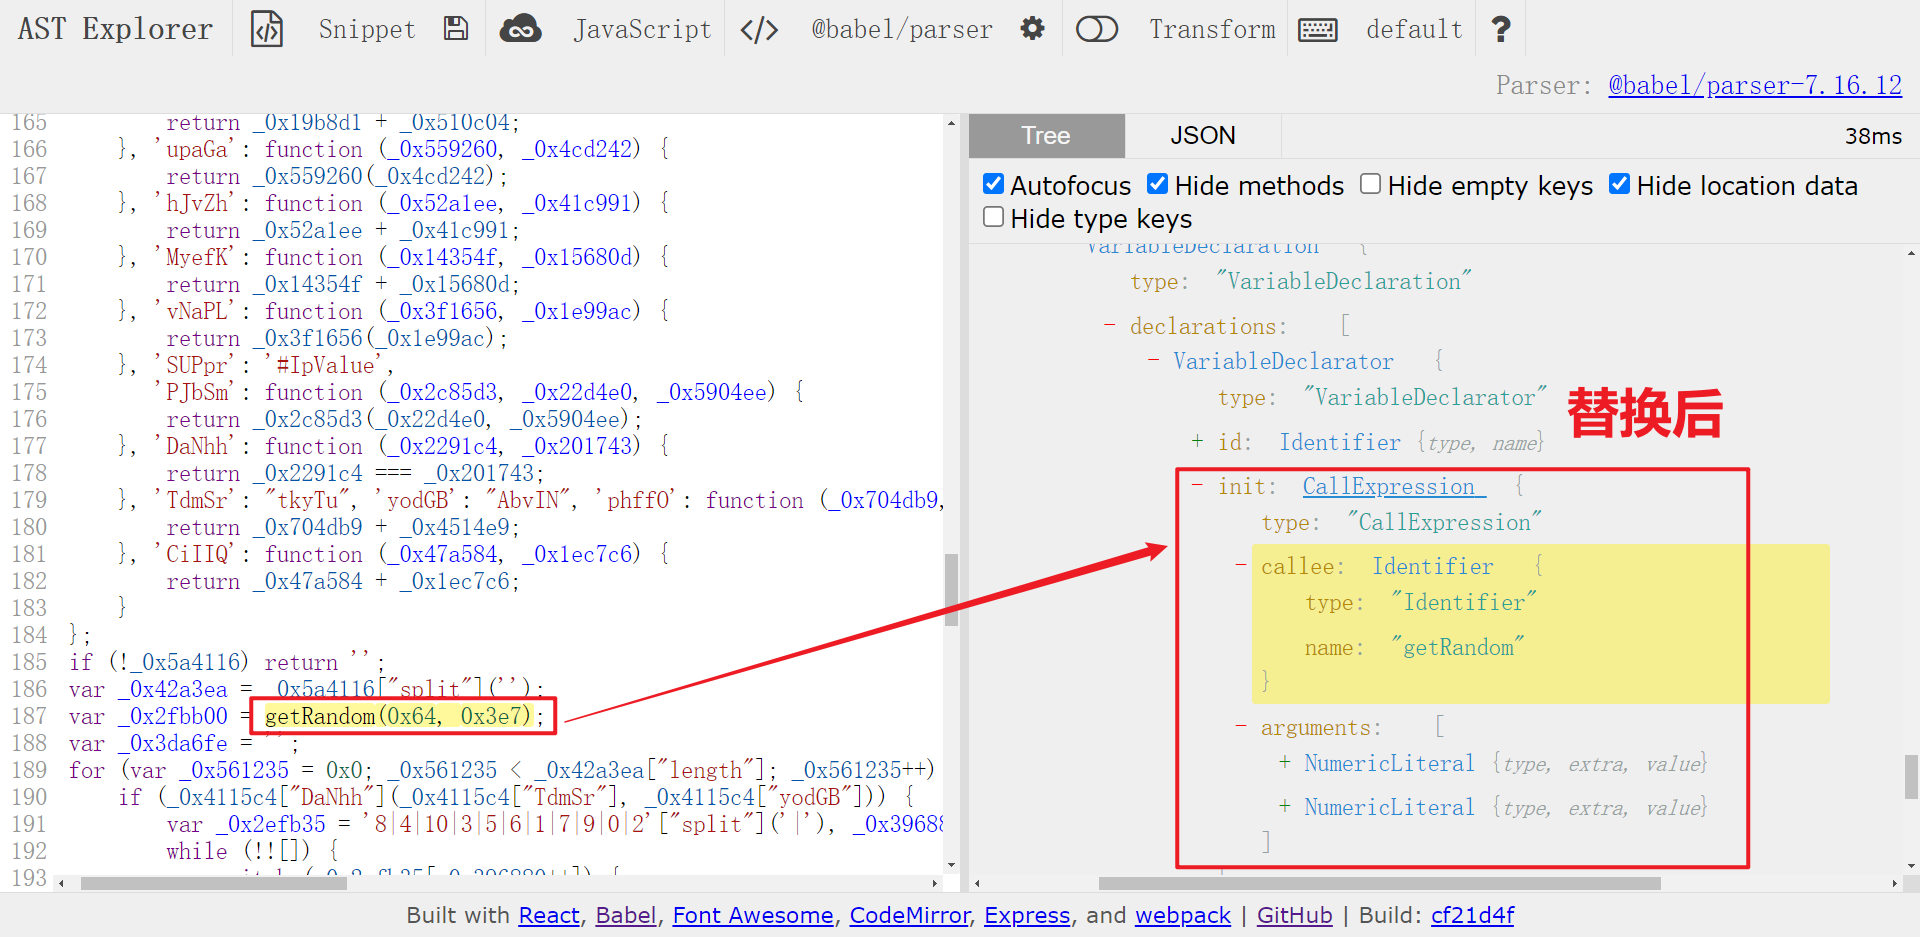 AST Explorer Snippet JavaScript </> @babel/parser Transform default ?
Parser: @babel/parser-7.16.12
165 return _0x19b8d1 + _0x510c04;
166 }, 'upaGa': function (_0x559260, _0x4cd242) {
167 return _0x559260(_0x4cd242);
168 }, 'hJvZh': function (_0x52a1ee, _0x41c991) {
169 return _0x52a1ee + _0x41c991;
170 }, 'MyefK': function (_0x14354f, _0x15680d) {
171 return _0x14354f + _0x15680d;
172 }, 'vNaPL': function (_0x3f1656, _0x1e99ac) {
173 return _0x3f1656(_0x1e99ac);
174 }, 'SUPpr': '#IpValue',
175 'PJbSm': function (_0x2c85d3, _0x22d4e0, _0x5904ee) {
176 return _0x2c85d3(_0x22d4e0, _0x5904ee);
177 }, 'DaNhh': function (_0x2291c4, _0x201743) {
178 return _0x2291c4 === _0x201743;
179 }, 'TdmSr': "tkyTu", 'yodGB': "AbvIN", 'phffO': function (_0x704db9,
180 return _0x704db9 + _0x4514e9;
181 }, 'CiIIQ': function (_0x47a584, _0x1ec7c6) {
182 return _0x47a584 + _0x1ec7c6;
183 }
184 };
185 if (!_0x5a4116) return '';
186 var _0x42a3ea = _0x5a4116["split"]('');
187 var _0x2fbb00 = getRandom(0x64, 0x3e7);
188 var _0x3da6fe = '';
189 for (var _0x561235 = 0x0; _0x561235 < _0x42a3ea["length"]; _0x561235++)
190 if (_0x4115c4["DaNhh"](_0x4115c4["TdmSr"], _0x4115c4["yodGB"])) {
191 var _0x2efb35 = '8|4|10|3|5|6|1|7|9|0|2'["split"]('|'), _0x3968
192 while (!![]) {
193
Tree JSON 38ms
Autofocus Hide methods Hide empty keys Hide location data
Hide type keys
VariableDeclaration {
type: "VariableDeclaration"
- declarations: [
- VariableDeclarator {
type: "VariableDeclarator"
替换后
+ id: Identifier {type, name}
- init: CallExpression {
type: "CallExpression"
- callee: Identifier {
type: "Identifier"
name: "getRandom"
}
- arguments: [
+ NumericLiteral {type, extra, value}
+ NumericLiteral {type, extra, value}
]
Built with React, Babel, Font Awesome, CodeMirror, Express, and webpack | GitHub | Build: cf21d4f